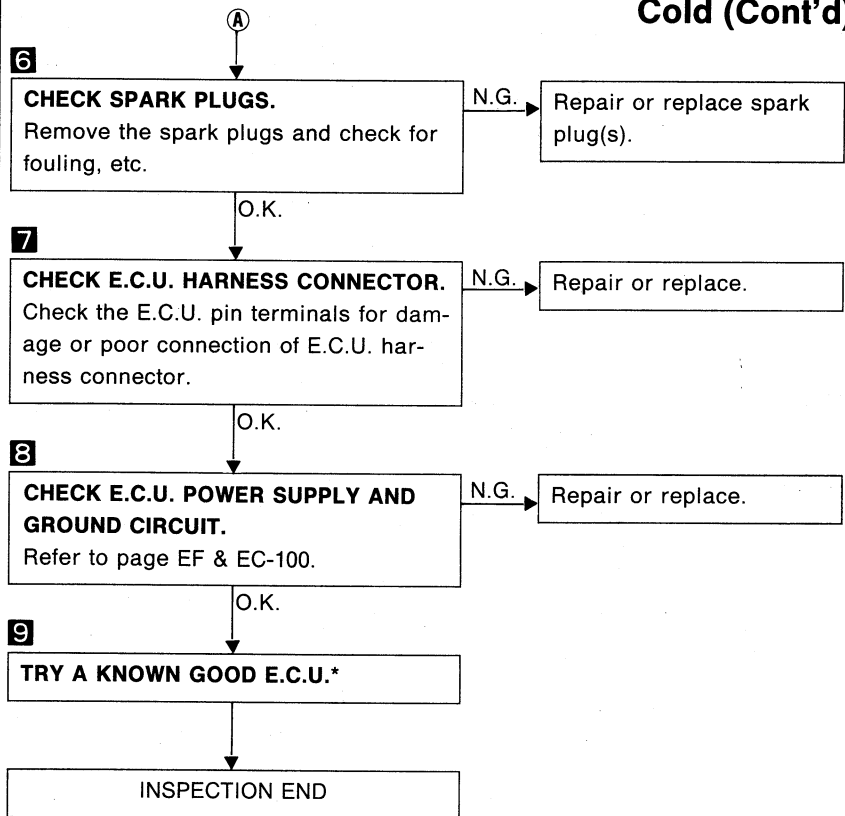 Cold (Cont'd)
A
6
CHECK SPARK PLUGS.
Remove the spark plugs and check for
fouling, etc.
N.G.
Repair or replace spark
plug(s).
O.K.
7
CHECK E.C.U. HARNESS CONNECTOR.
Check the E.C.U. pin terminals for dam-
age or poor connection of E.C.U. har-
ness connector.
N.G.
Repair or replace.
O.K.
8
CHECK E.C.U. POWER SUPPLY AND
GROUND CIRCUIT.
Refer to page EF & EC-100.
N.G.
Repair or replace.
O.K.
9
TRY A KNOWN GOOD E.C.U.*
INSPECTION END